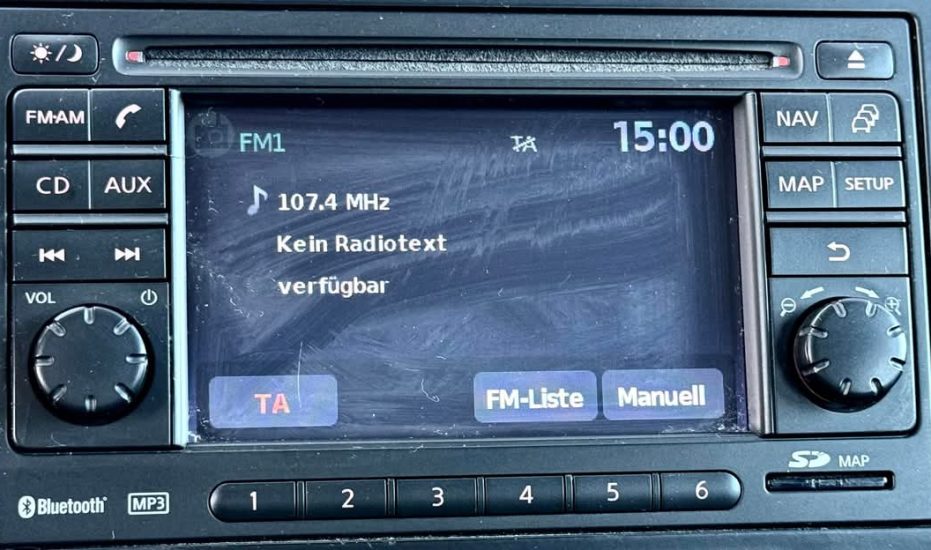 FM·AM
CD AUX
VOL
FM1 TA 15:00
107.4 MHz
Kein Radiotext
verfügbar
TA FM-Liste Manuell
NAV
MAP SETUP
Bluetooth® MP3 1 2 3 4 5 6 SD MAP